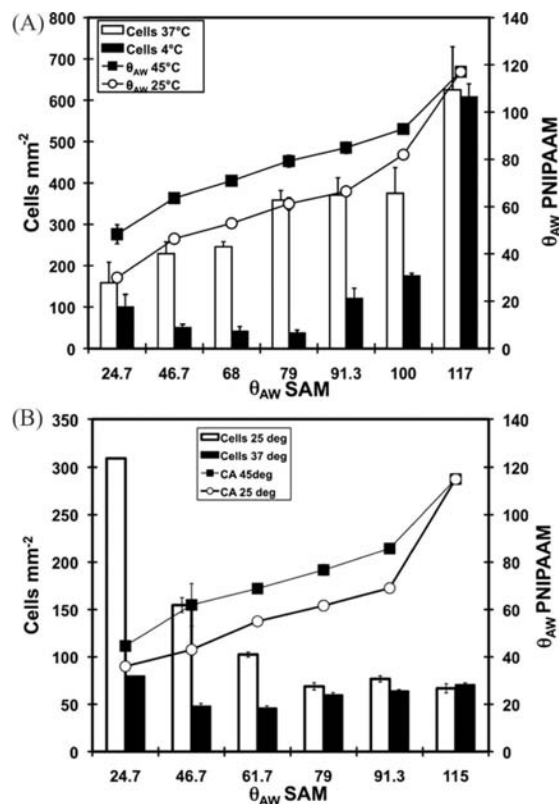 (A)
Cells 37°C
Cells 4°C
θAW 45°C
θAW 25°C
800
700
600
500
400
300
200
100
0
Cells mm-2
140
120
100
80
60
40
20
0
θAW PNIPAAM
24.7 46.7 68 79 91.3 100 117
θAW SAM
(B)
Cells 25 deg
Cells 37 deg
CA 45deg
CA 25 deg
350
300
250
200
150
100
50
0
Cells mm-2
140
120
100
80
60
40
20
0
θAW PNIPAAM
24.7 46.7 61.7 79 91.3 115
θAW SAM